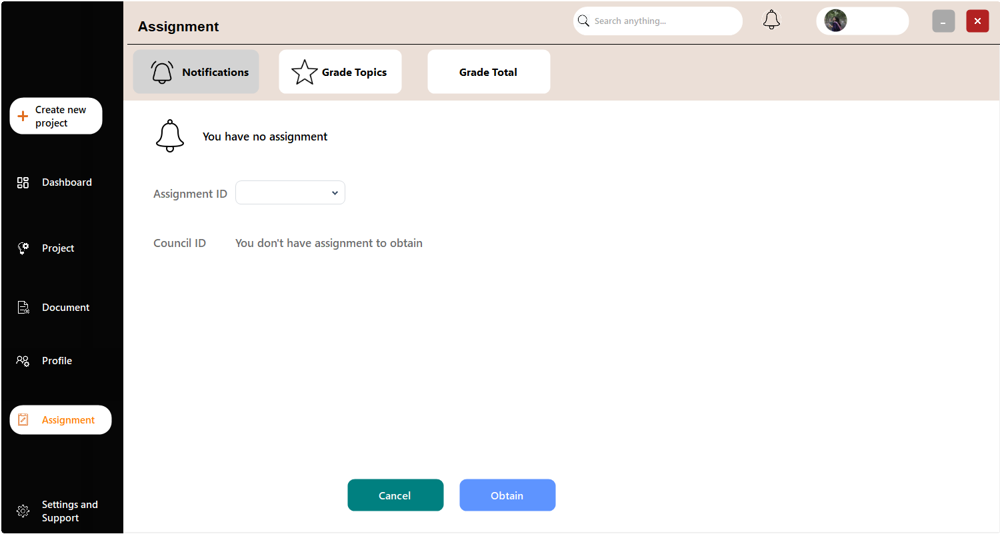 Assignment
Search anything...
Notifications
Grade Topics
Grade Total
Create new
project
Dashboard
Project
Document
Profile
Assignment
Settings and
Support
You have no assignment
Assignment ID
Council ID
You don't have assignment to obtain
Cancel
Obtain